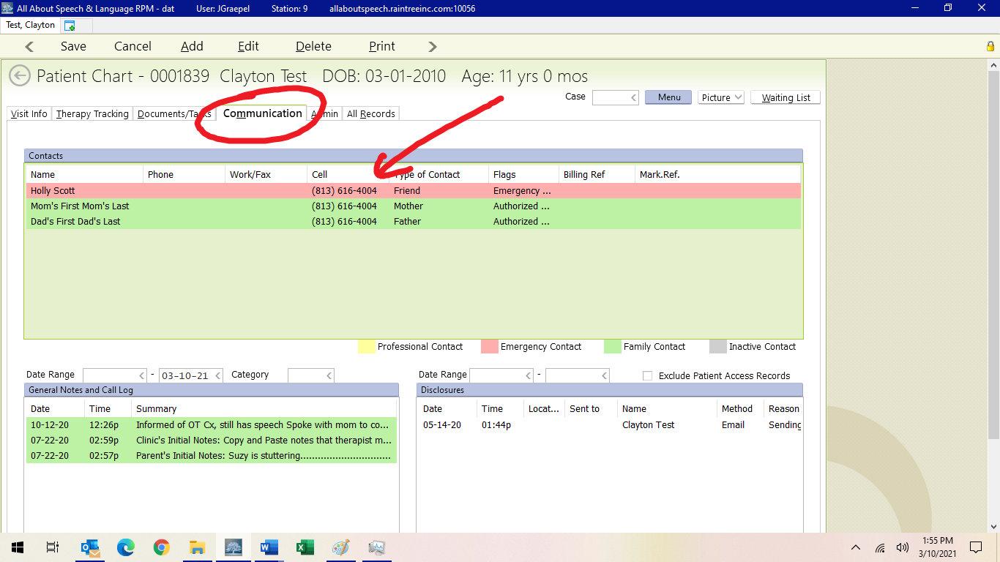 All About Speech & Language RPM - dat User: JGraepel Station: 9 allaboutspeech.raintreeinc.com:10056
Test, Clayton
Save Cancel Add Edit Delete Print
Patient Chart - 0001839 Clayton Test DOB: 03-01-2010 Age: 11 yrs 0 mos
Case Menu Picture Waiting List
Visit Info Therapy Tracking Documents/Tasks Communication Admin All Records
Contacts
Name Phone Work/Fax Cell Type of Contact Flags Billing Ref Mark.Ref.
Holly Scott (813) 616-4004 Friend Emergency ...
Mom's First Mom's Last (813) 616-4004 Mother Authorized ...
Dad's First Dad's Last (813) 616-4004 Father Authorized ...
Professional Contact Emergency Contact Family Contact Inactive Contact
Date Range - 03-10-21 Category Date Range - Exclude Patient Access Records
General Notes and Call Log Disclosures
Date Time Summary Date Time Locat... Sent to Name Method Reason
10-12-20 12:26p Informed of OT Cx, still has speech Spoke with mom to co... 05-14-20 01:44p Clayton Test Email Sending
07-22-20 02:59p Clinic's Initial Notes: Copy and Paste notes that therapist m...
07-22-20 02:57p Parent's Initial Notes: Suzy is stuttering..............................
1:55 PM
3/10/2021